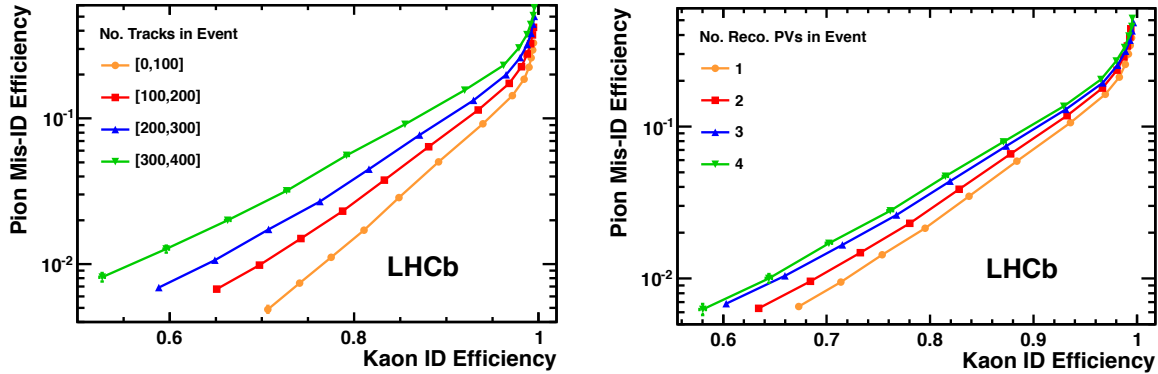 Pion Mis-ID Efficiency
No. Tracks in Event
[0,100]
[100,200]
[200,300]
[300,400]
10⁻¹
10⁻²
LHCb
0.6
0.8
1
Kaon ID Efficiency
Pion Mis-ID Efficiency
No. Reco. PVs in Event
1
2
3
4
10⁻¹
10⁻²
LHCb
0.6
0.7
0.8
0.9
1
Kaon ID Efficiency